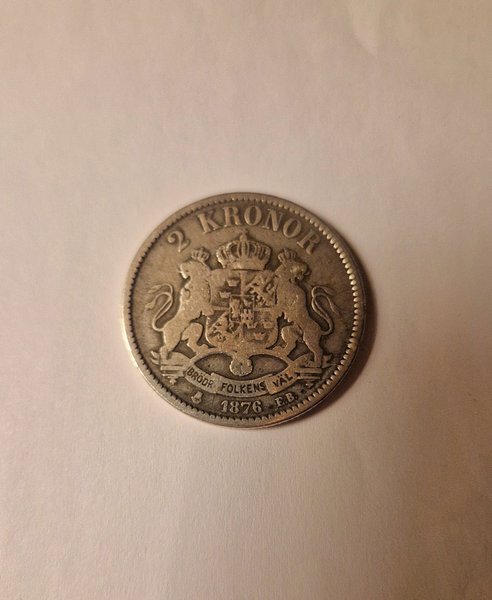 2 KRONOR
BRÖDR FOLKENS VÄL
1876 E.B.